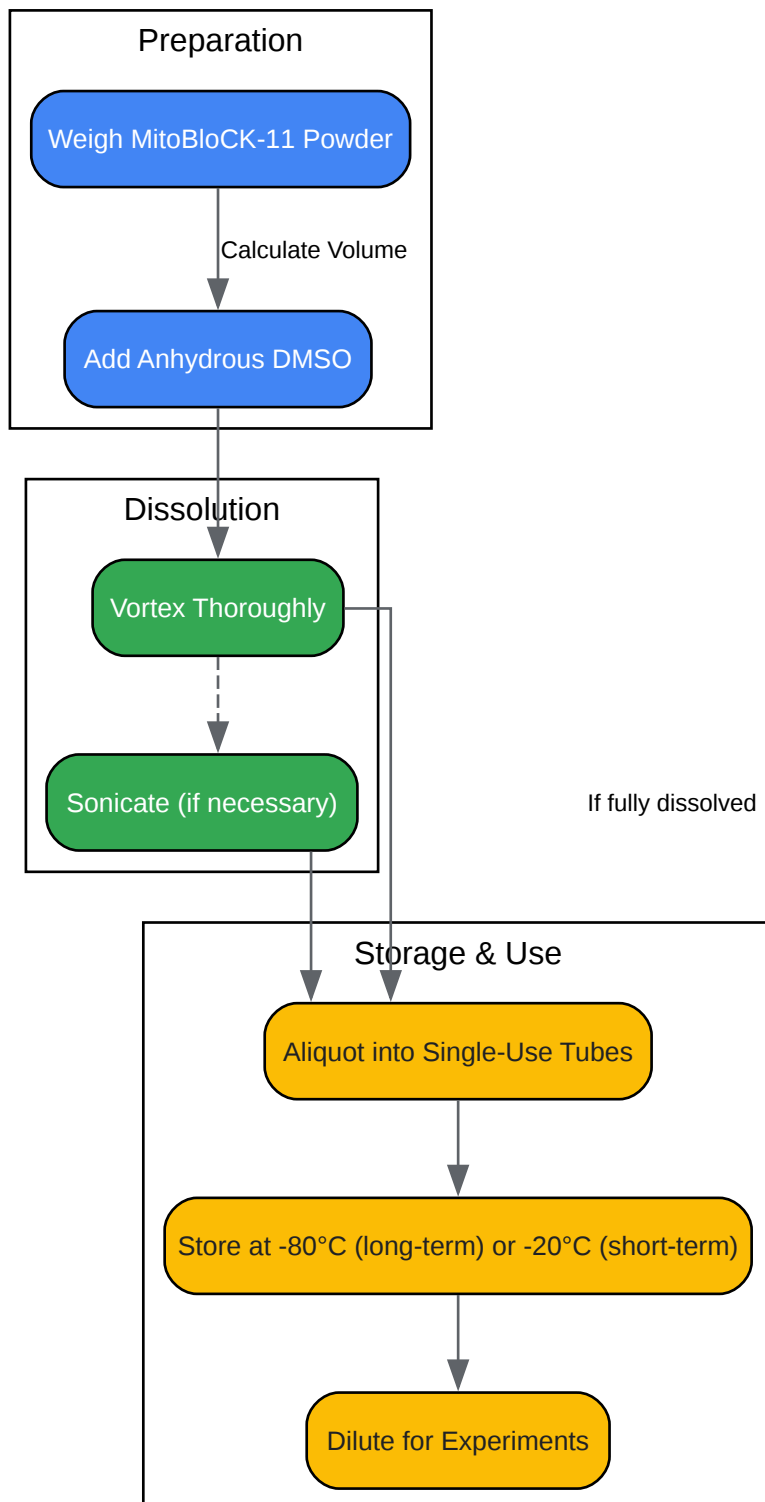 Preparation
Weigh MitoBloCK-11 Powder
Calculate Volume
Add Anhydrous DMSO
Dissolution
Vortex Thoroughly
Sonicate (if necessary)
If fully dissolved
Storage & Use
Aliquot into Single-Use Tubes
Store at -80°C (long-term) or -20°C (short-term)
Dilute for Experiments